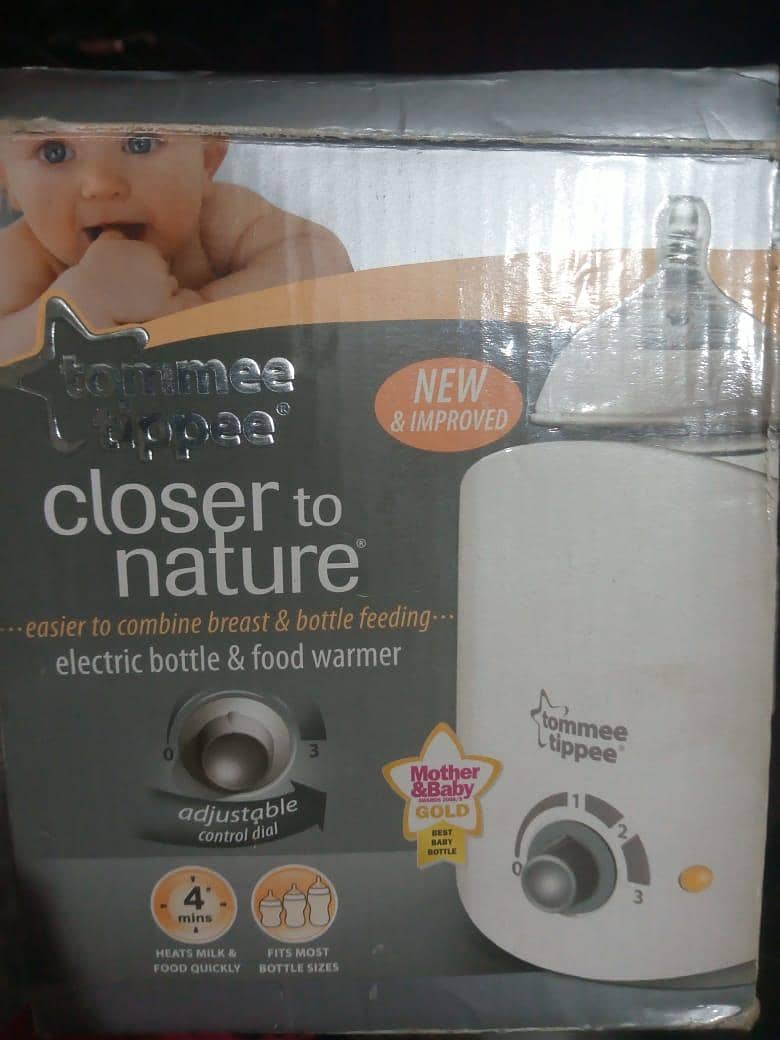 tommee
tippee®
NEW
& IMPROVED
closer to
nature®
...easier to combine breast & bottle feeding...
electric bottle & food warmer
0 3
adjustable
control dial
tommee
tippee®
Mother
&Baby
GOLD
BEST
BABY
BOTTLE
0 1 2 3
4*
mins
HEATS MILK &
FOOD QUICKLY
FITS MOST
BOTTLE SIZES